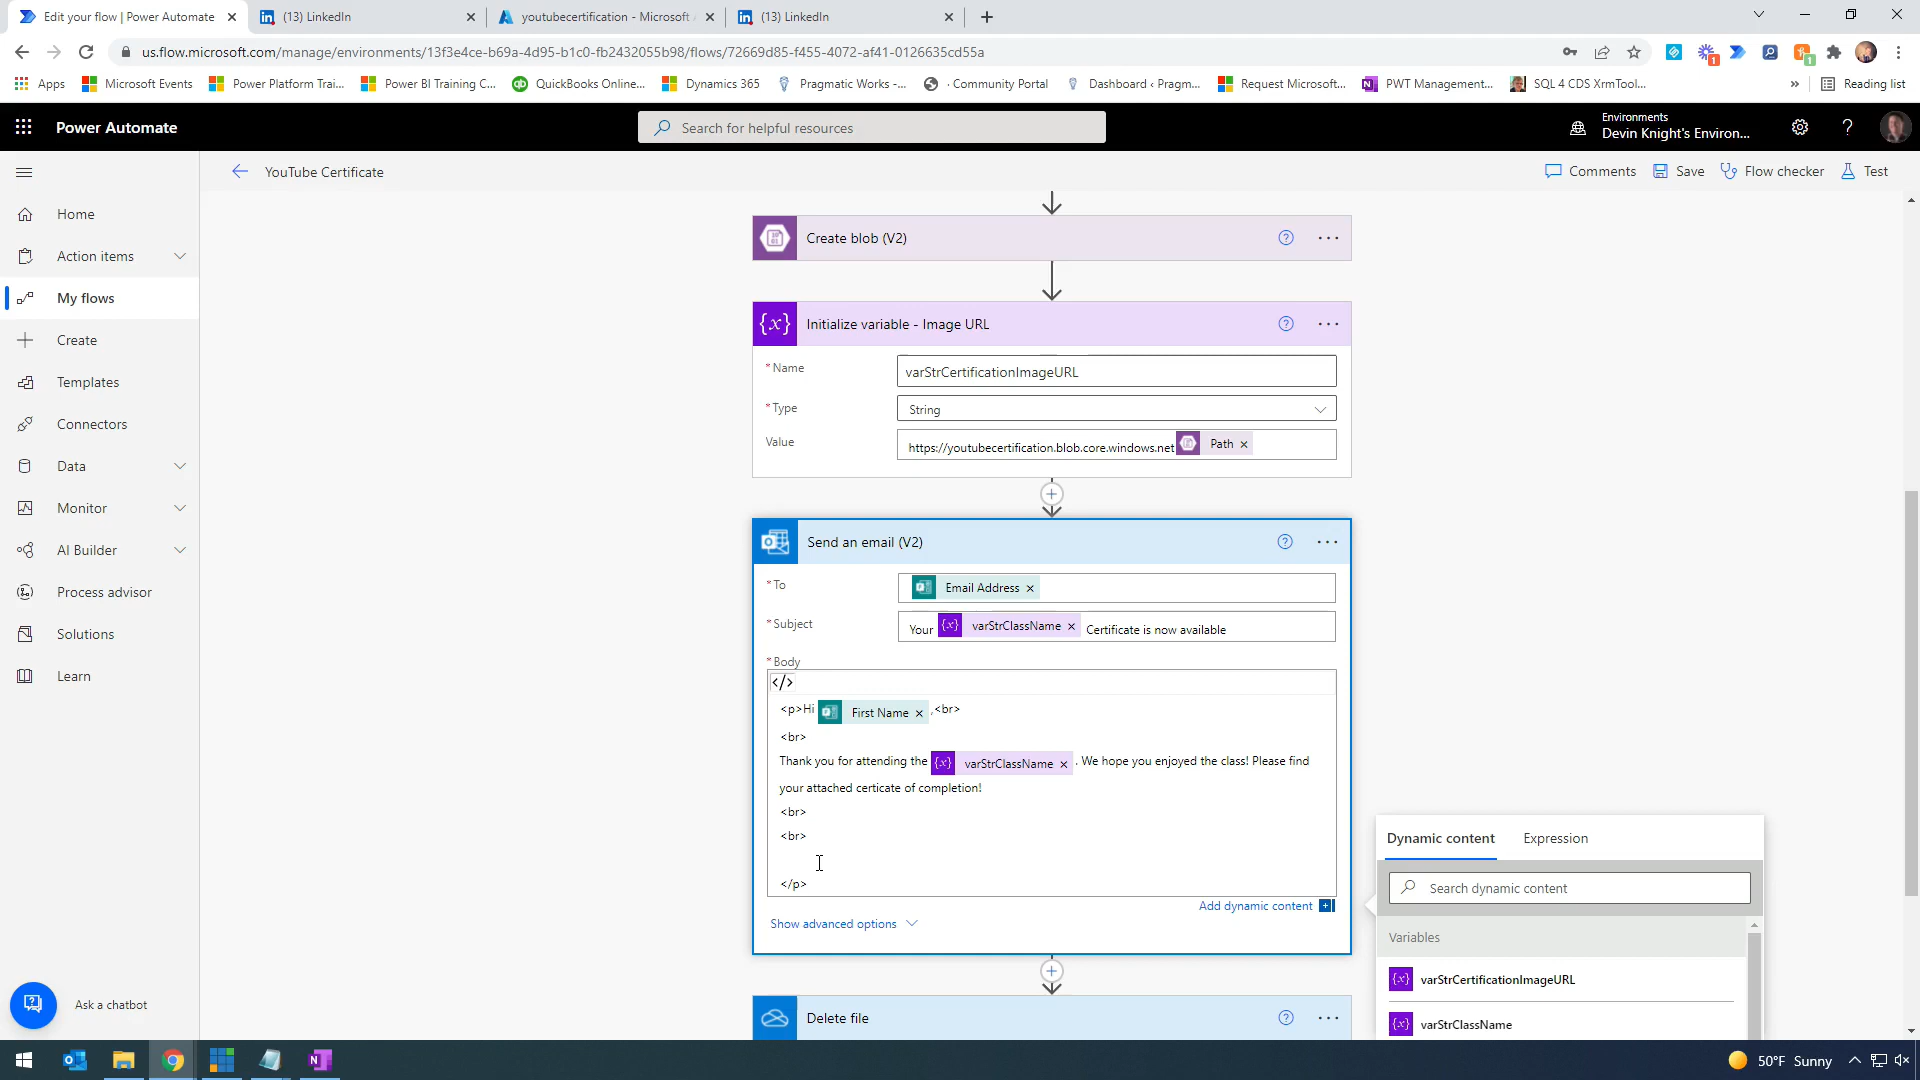 Edit your flow | Power Automate
(13) LinkedIn
youtubecertification - Microsoft
(13) LinkedIn
us.flow.microsoft.com/manage/environments/13f3e4ce-b69a-4d95-b1c0-fb2432055b98/flows/72669d85-f455-4072-af41-0126635cd55a
1
1
Apps
Microsoft Events
Power Platform Trai...
Power BI Training C...
QuickBooks Online...
Dynamics 365
Pragmatic Works -...
· Community Portal
Dashboard ‹ Pragm...
Request Microsoft...
PWT Management...
SQL 4 CDS XrmTool...
»
Reading list
Power Automate
Search for helpful resources
Environments
Devin Knight's Environ...
?
YouTube Certificate
Comments
Save
Flow checker
Test
Home
Action items
My flows
Create
Templates
Connectors
Data
Monitor
AI Builder
Process advisor
Solutions
Learn
Ask a chatbot
Create blob (V2)
{x} Initialize variable - Image URL
* Name
varStrCertificationImageURL
* Type
String
Value
https://youtubecertification.blob.core.windows.net Path ×
Send an email (V2)
* To
Email Address ×
* Subject
Your {x} varStrClassName × Certificate is now available
* Body
</>
<p>Hi First Name × ,<br>
<br>
Thank you for attending the {x} varStrClassName × . We hope you enjoyed the class! Please find
your attached certicate of completion!
<br>
<br>
</p>
Add dynamic content
Show advanced options
Delete file
Dynamic content
Expression
Search dynamic content
Variables
{x} varStrCertificationImageURL
{x} varStrClassName
50°F Sunny